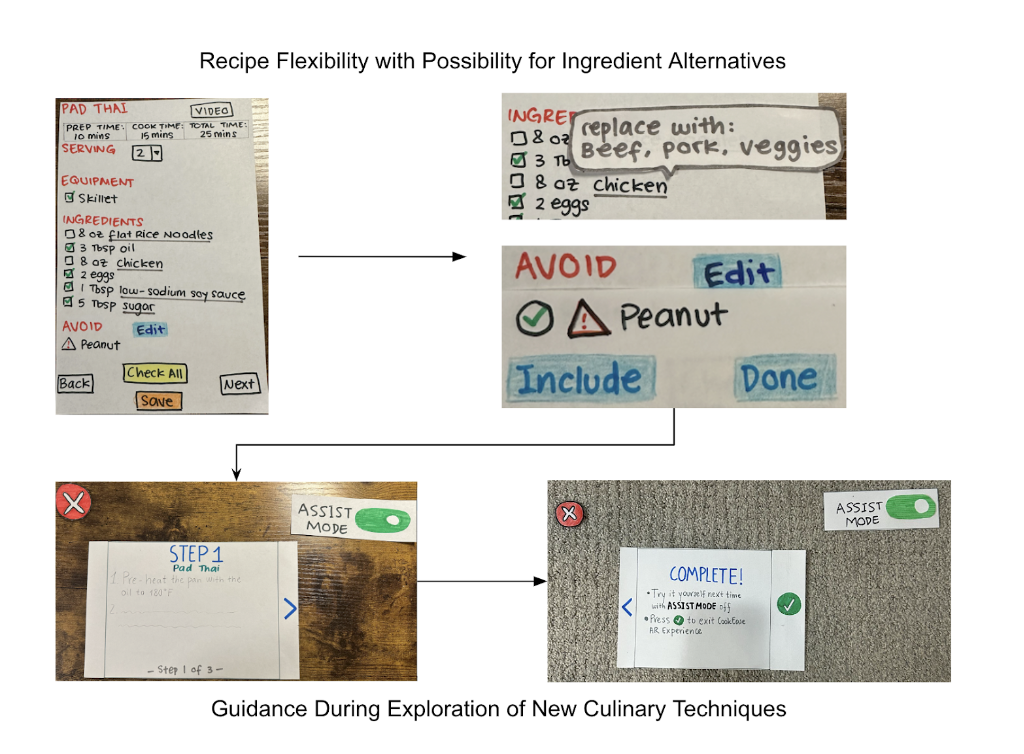 Recipe Flexibility with Possibility for Ingredient Alternatives
PAD THAI
VIDEO
PREP TIME: 10 mins
COOK TIME: 15 mins
TOTAL TIME: 25 mins
SERVING 2
EQUIPMENT
Skillet
INGREDIENTS
8 oz flat Rice Noodles
3 Tbsp oil
8 oz chicken
2 eggs
1 Tbsp low-sodium soy sauce
5 Tbsp sugar
AVOID Edit
Peanut
Check All
Back
Next
Save
INGRE
replace with:
Beef, pork, veggies
8 oz
3 Tb
8 oz chicken
2 eggs
AVOID Edit
Peanut
Include Done
ASSIST
MODE
STEP 1
Pad Thai
1. Pre-heat the pan with the
oil to 180°F
2.
>
- Step 1 of 3 -
ASSIST
MODE
COMPLETE!
• Try it yourself next time
with ASSIST MODE off
<
• Press ✓ to exit CookEase
AR Experience
Guidance During Exploration of New Culinary Techniques